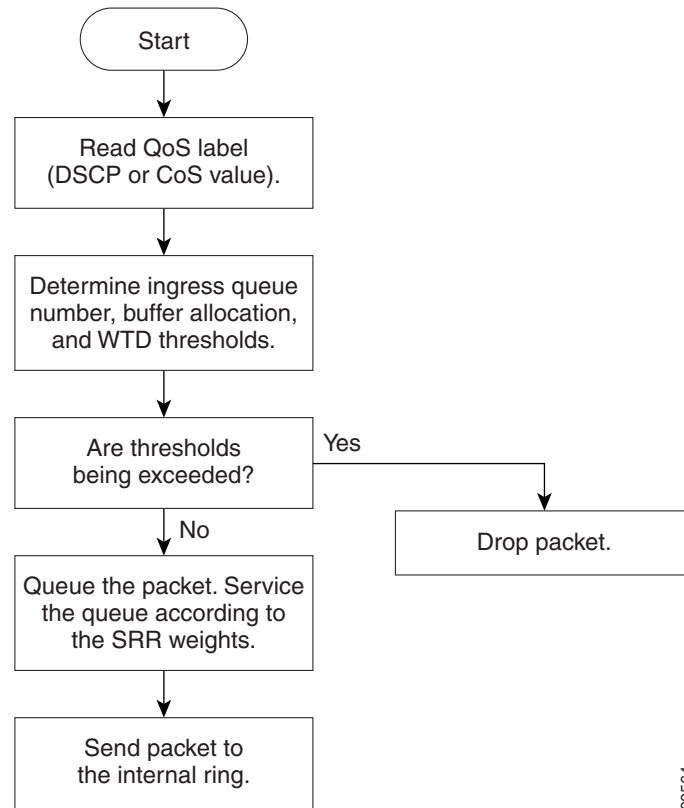 Start
Read QoS label
(DSCP or CoS value).
Determine ingress queue
number, buffer allocation,
and WTD thresholds.
Are thresholds
being exceeded?
Yes
No
Drop packet.
Queue the packet. Service
the queue according to
the SRR weights.
Send packet to
the internal ring.